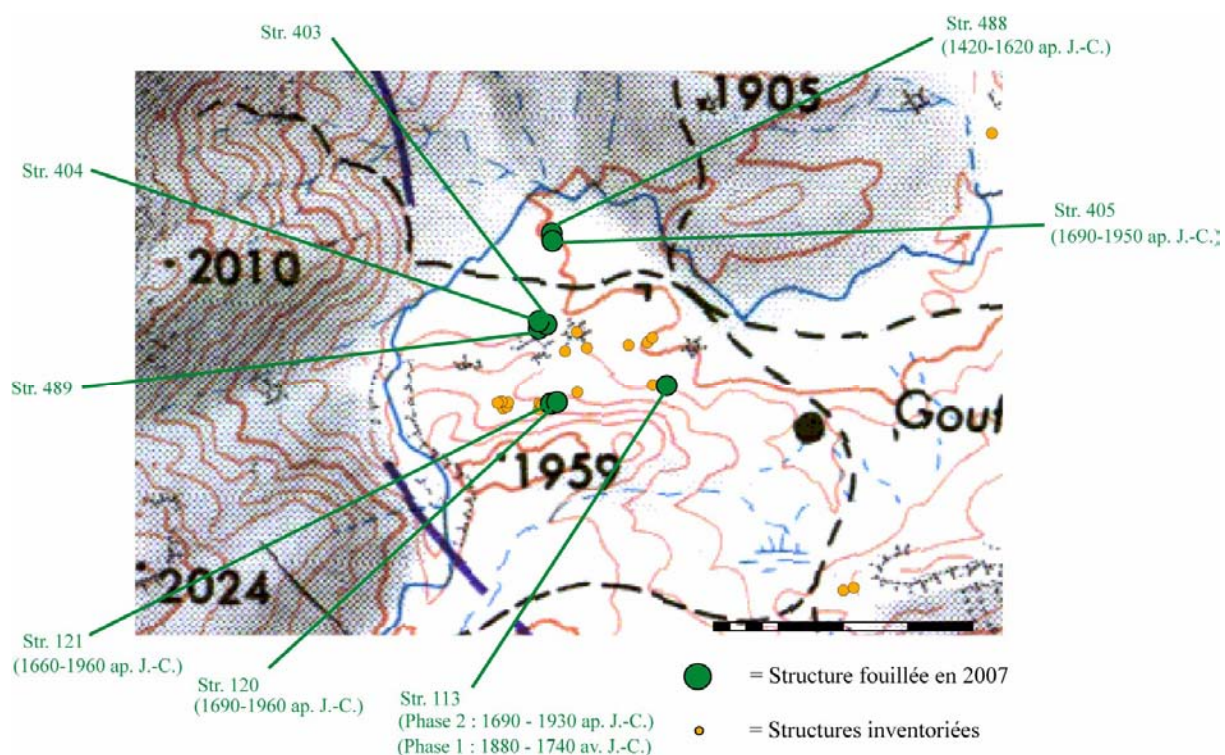 Str. 403
Str. 488
(1420-1620 ap. J.-C.)
1905
Str. 404
Str. 405
(1690-1950 ap. J.-C.)
2010
Str. 489
Gouf
1959
2024
Str. 121
(1660-1960 ap. J.-C.)
Str. 120
(1690-1960 ap. J.-C.)
Str. 113
(Phase 2 : 1690 - 1930 ap. J.-C.)
(Phase 1 : 1880 - 1740 av. J.-C.)
= Structure fouillée en 2007
= Structures inventoriées